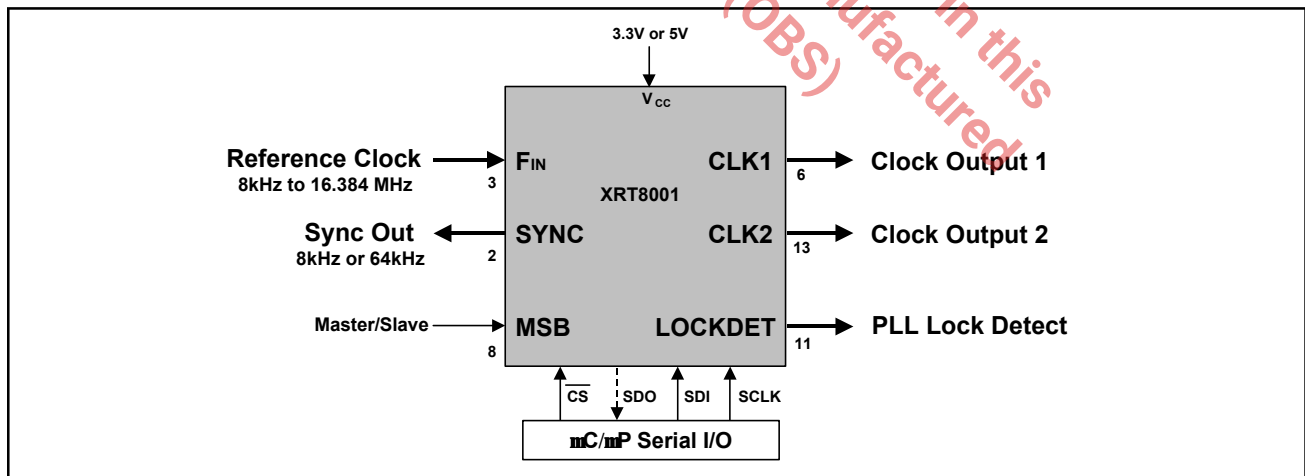 in this
nufactured
(OBS)
3.3V or 5V
VCC
Reference Clock
8kHz to 16.384 MHz
3
FIN
CLK1
6
Clock Output 1
XRT8001
Sync Out
8kHz or 64kHz
2
SYNC
CLK2
13
Clock Output 2
Master/Slave
8
MSB
LOCKDET
11
PLL Lock Detect
CS
SDO
SDI
SCLK
mC/mP Serial I/O